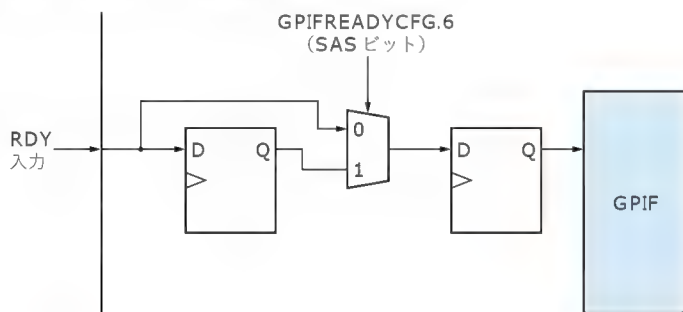 GPIFREADYCFG.6
(SAS ビット)
RDY
入力
0
1
D
Q
D
Q
GPIF